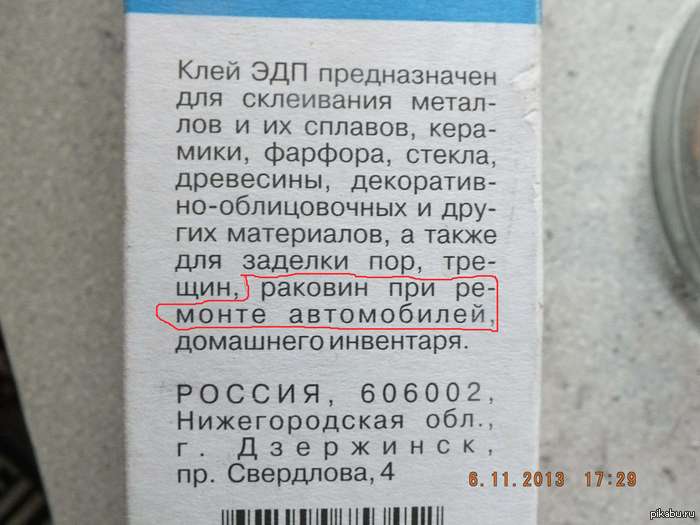 Клей ЭДП предназначен
для склеивания метал-
лов и их сплавов, кера-
мики, фарфора, стекла,
древесины, декоратив-
но-облицовочных и дру-
гих материалов, а также
для заделки пор, тре-
щин, раковин при ре-
монте автомобилей,
домашнего инвентаря.
РОССИЯ, 606002,
Нижегородская обл.,
г. Дзержинск,
пр. Свердлова, 4
6.11.2013 17:29
pikabu.ru